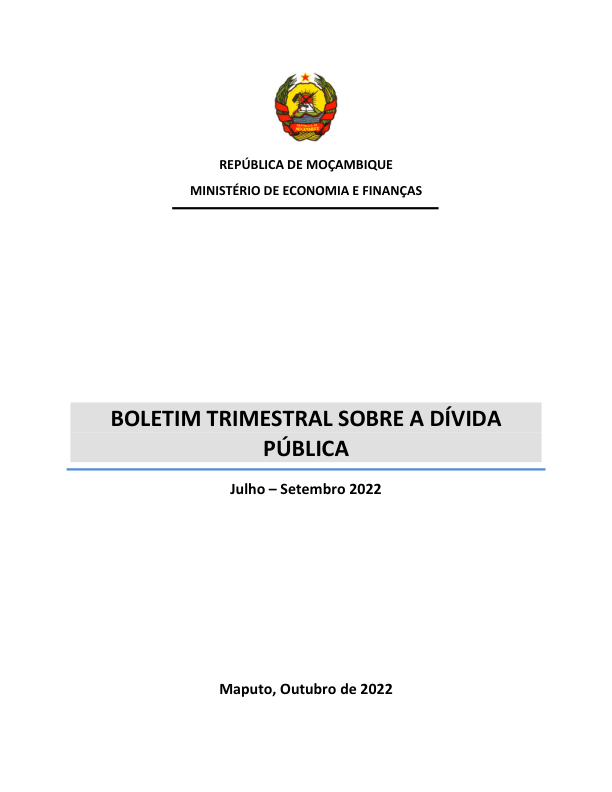 REPÚBLICA DE MOÇAMBIQUE
MINISTÉRIO DE ECONOMIA E FINANÇAS
BOLETIM TRIMESTRAL SOBRE A DÍVIDA
PÚBLICA
Julho – Setembro 2022
Maputo, Outubro de 2022